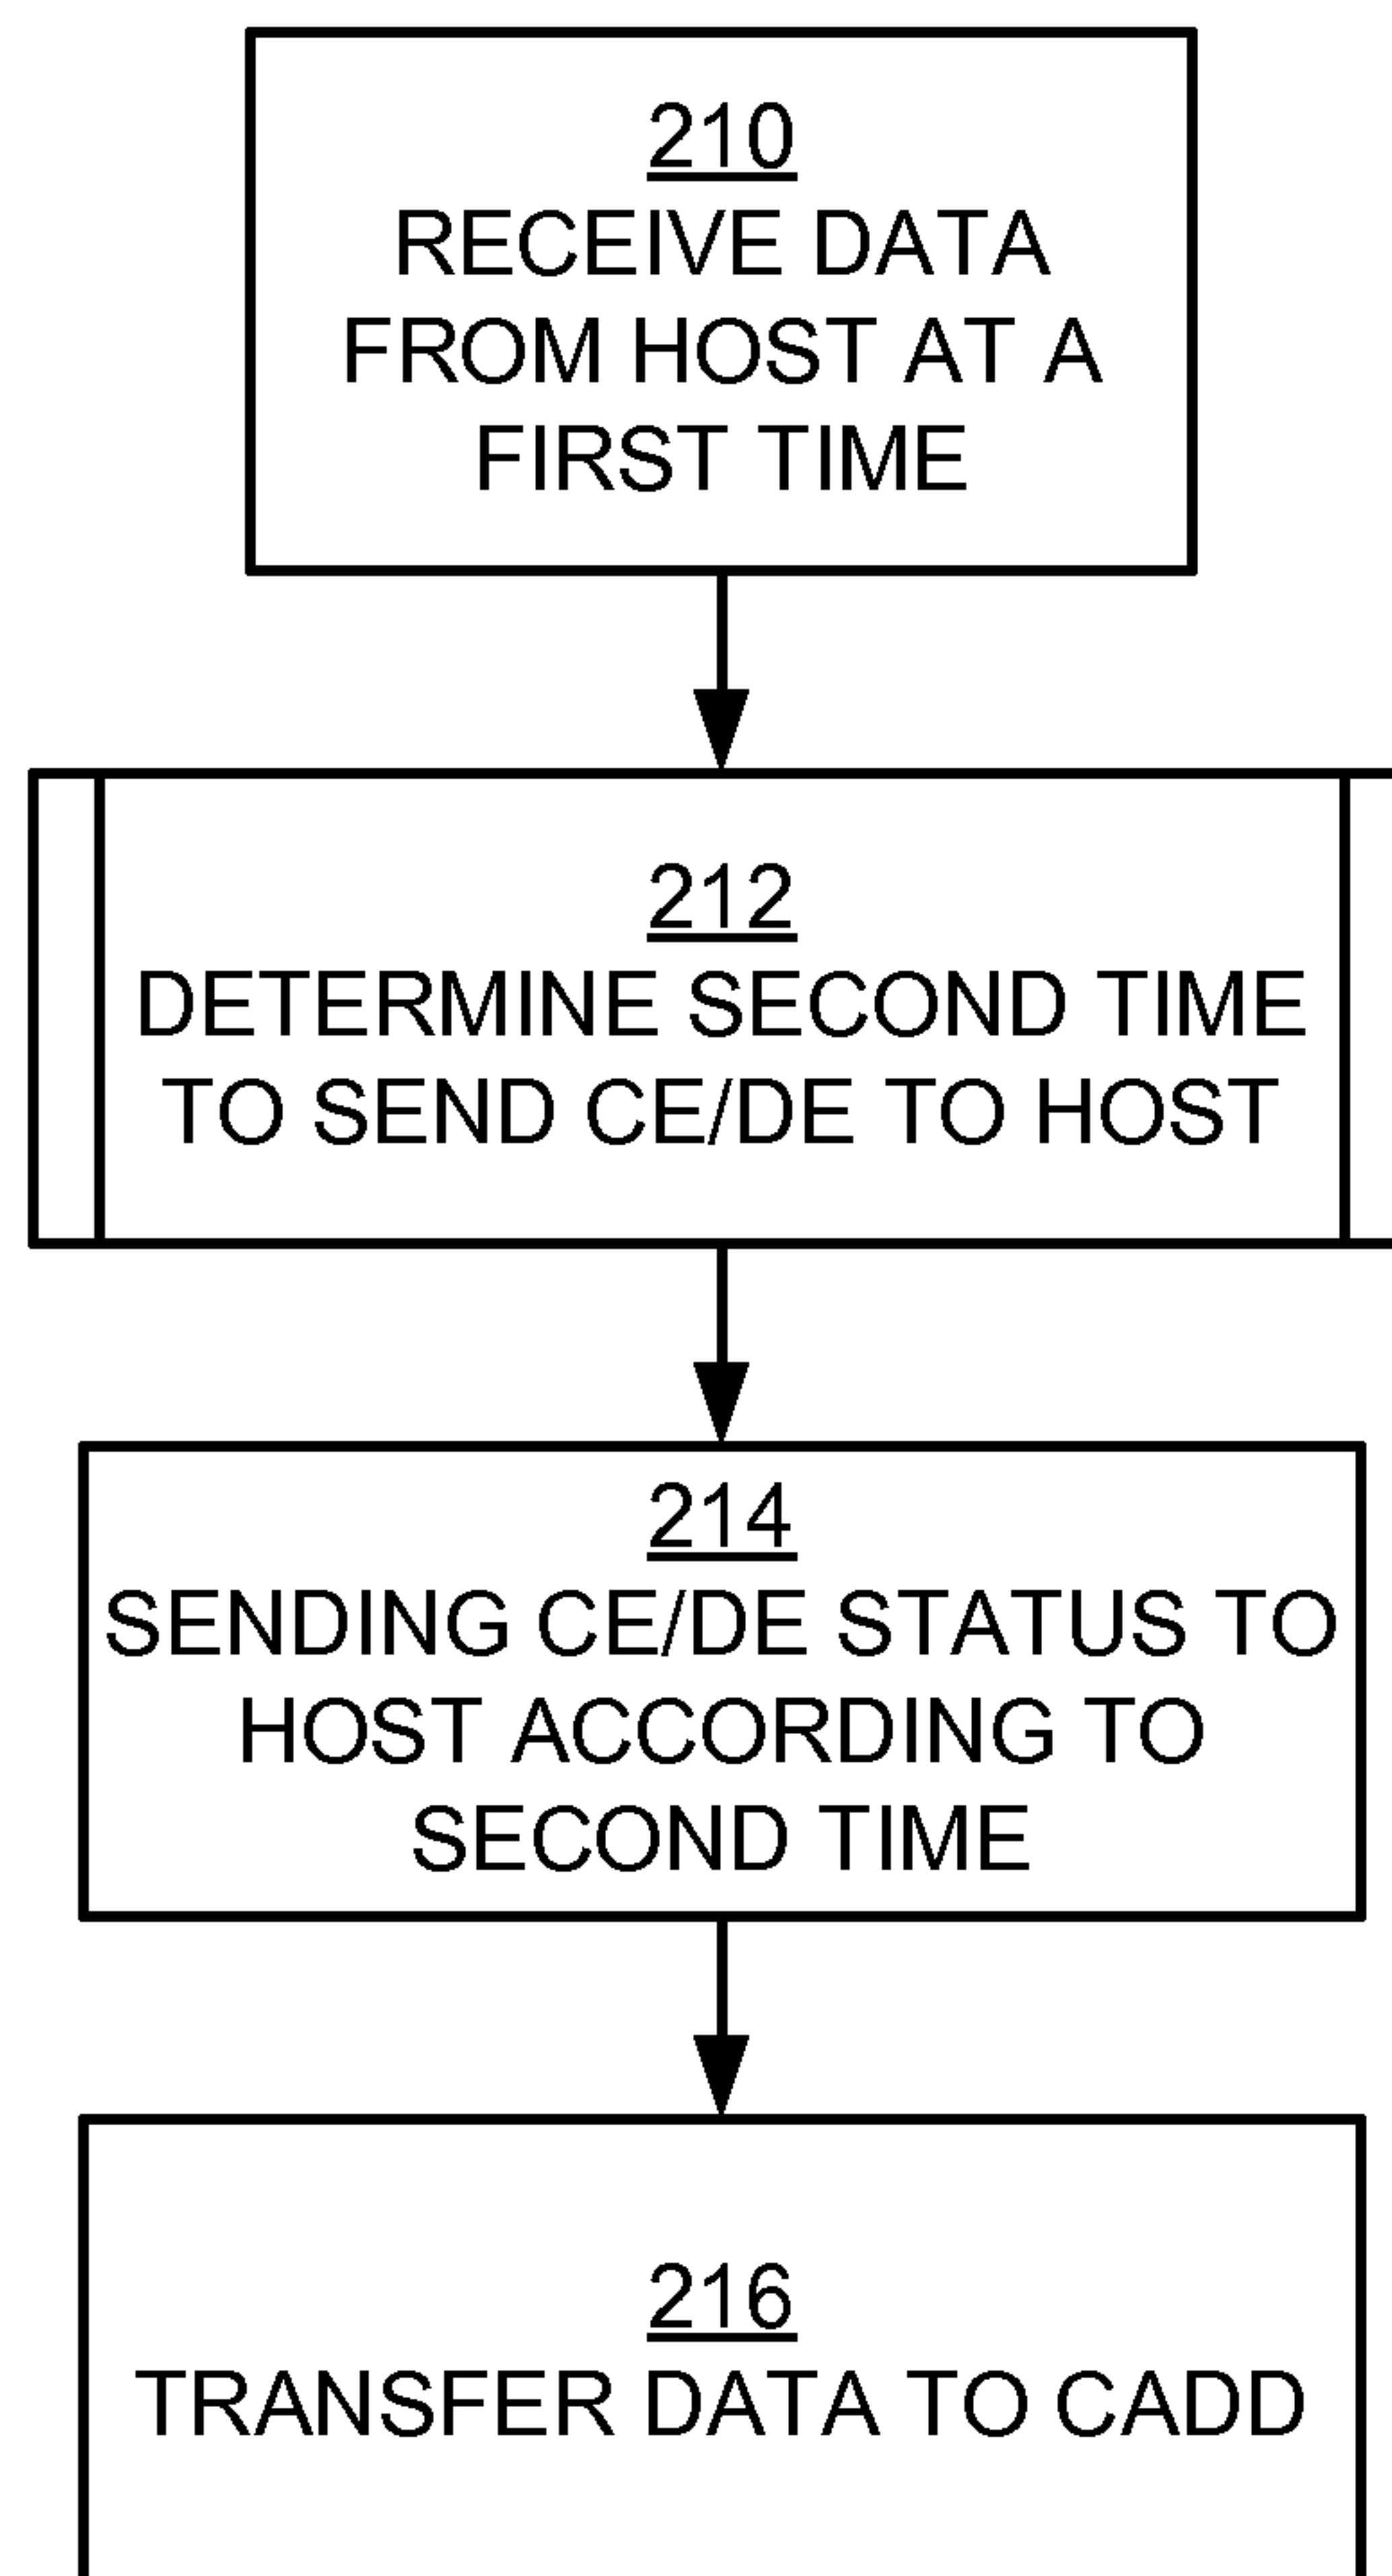 210
RECEIVE DATA
FROM HOST AT A
FIRST TIME
212
DETERMINE SECOND TIME
TO SEND CE/DE TO HOST
214
SENDING CE/DE STATUS TO
HOST ACCORDING TO
SECOND TIME
216
TRANSFER DATA TO CADD